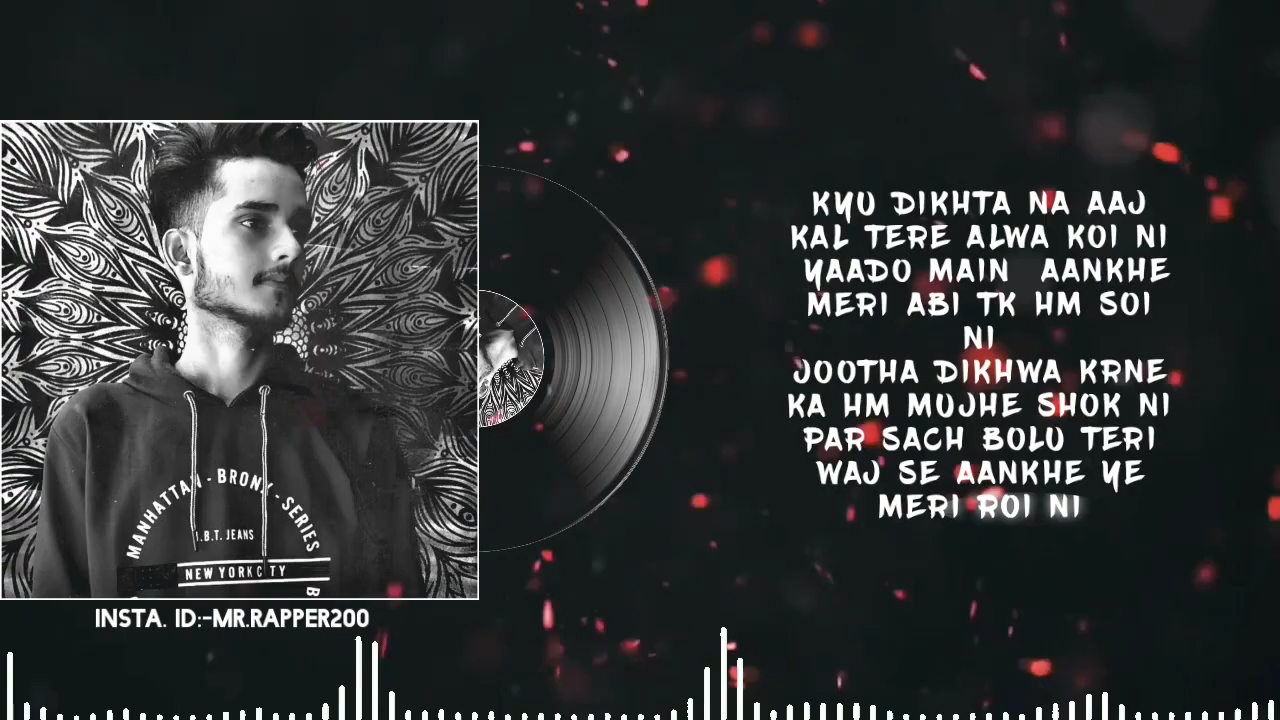 KYU DIKHTA NA AAJ
KAL TERE ALWA KOI NI
YAADO MAIN AANKHE
MERI ABI TK HM SOI
NI
JOOTHA DIKHWA KRNE
KA HM MUJHE SHOK NI
PAR SACH BOLU TERI
WAJ SE AANKHE YE
MERI ROI NI
MANHATTAN - BRONX - SERIES
I.B.T. JEANS
NEW YORK CITY
INSTA. ID:-MR.RAPPER200